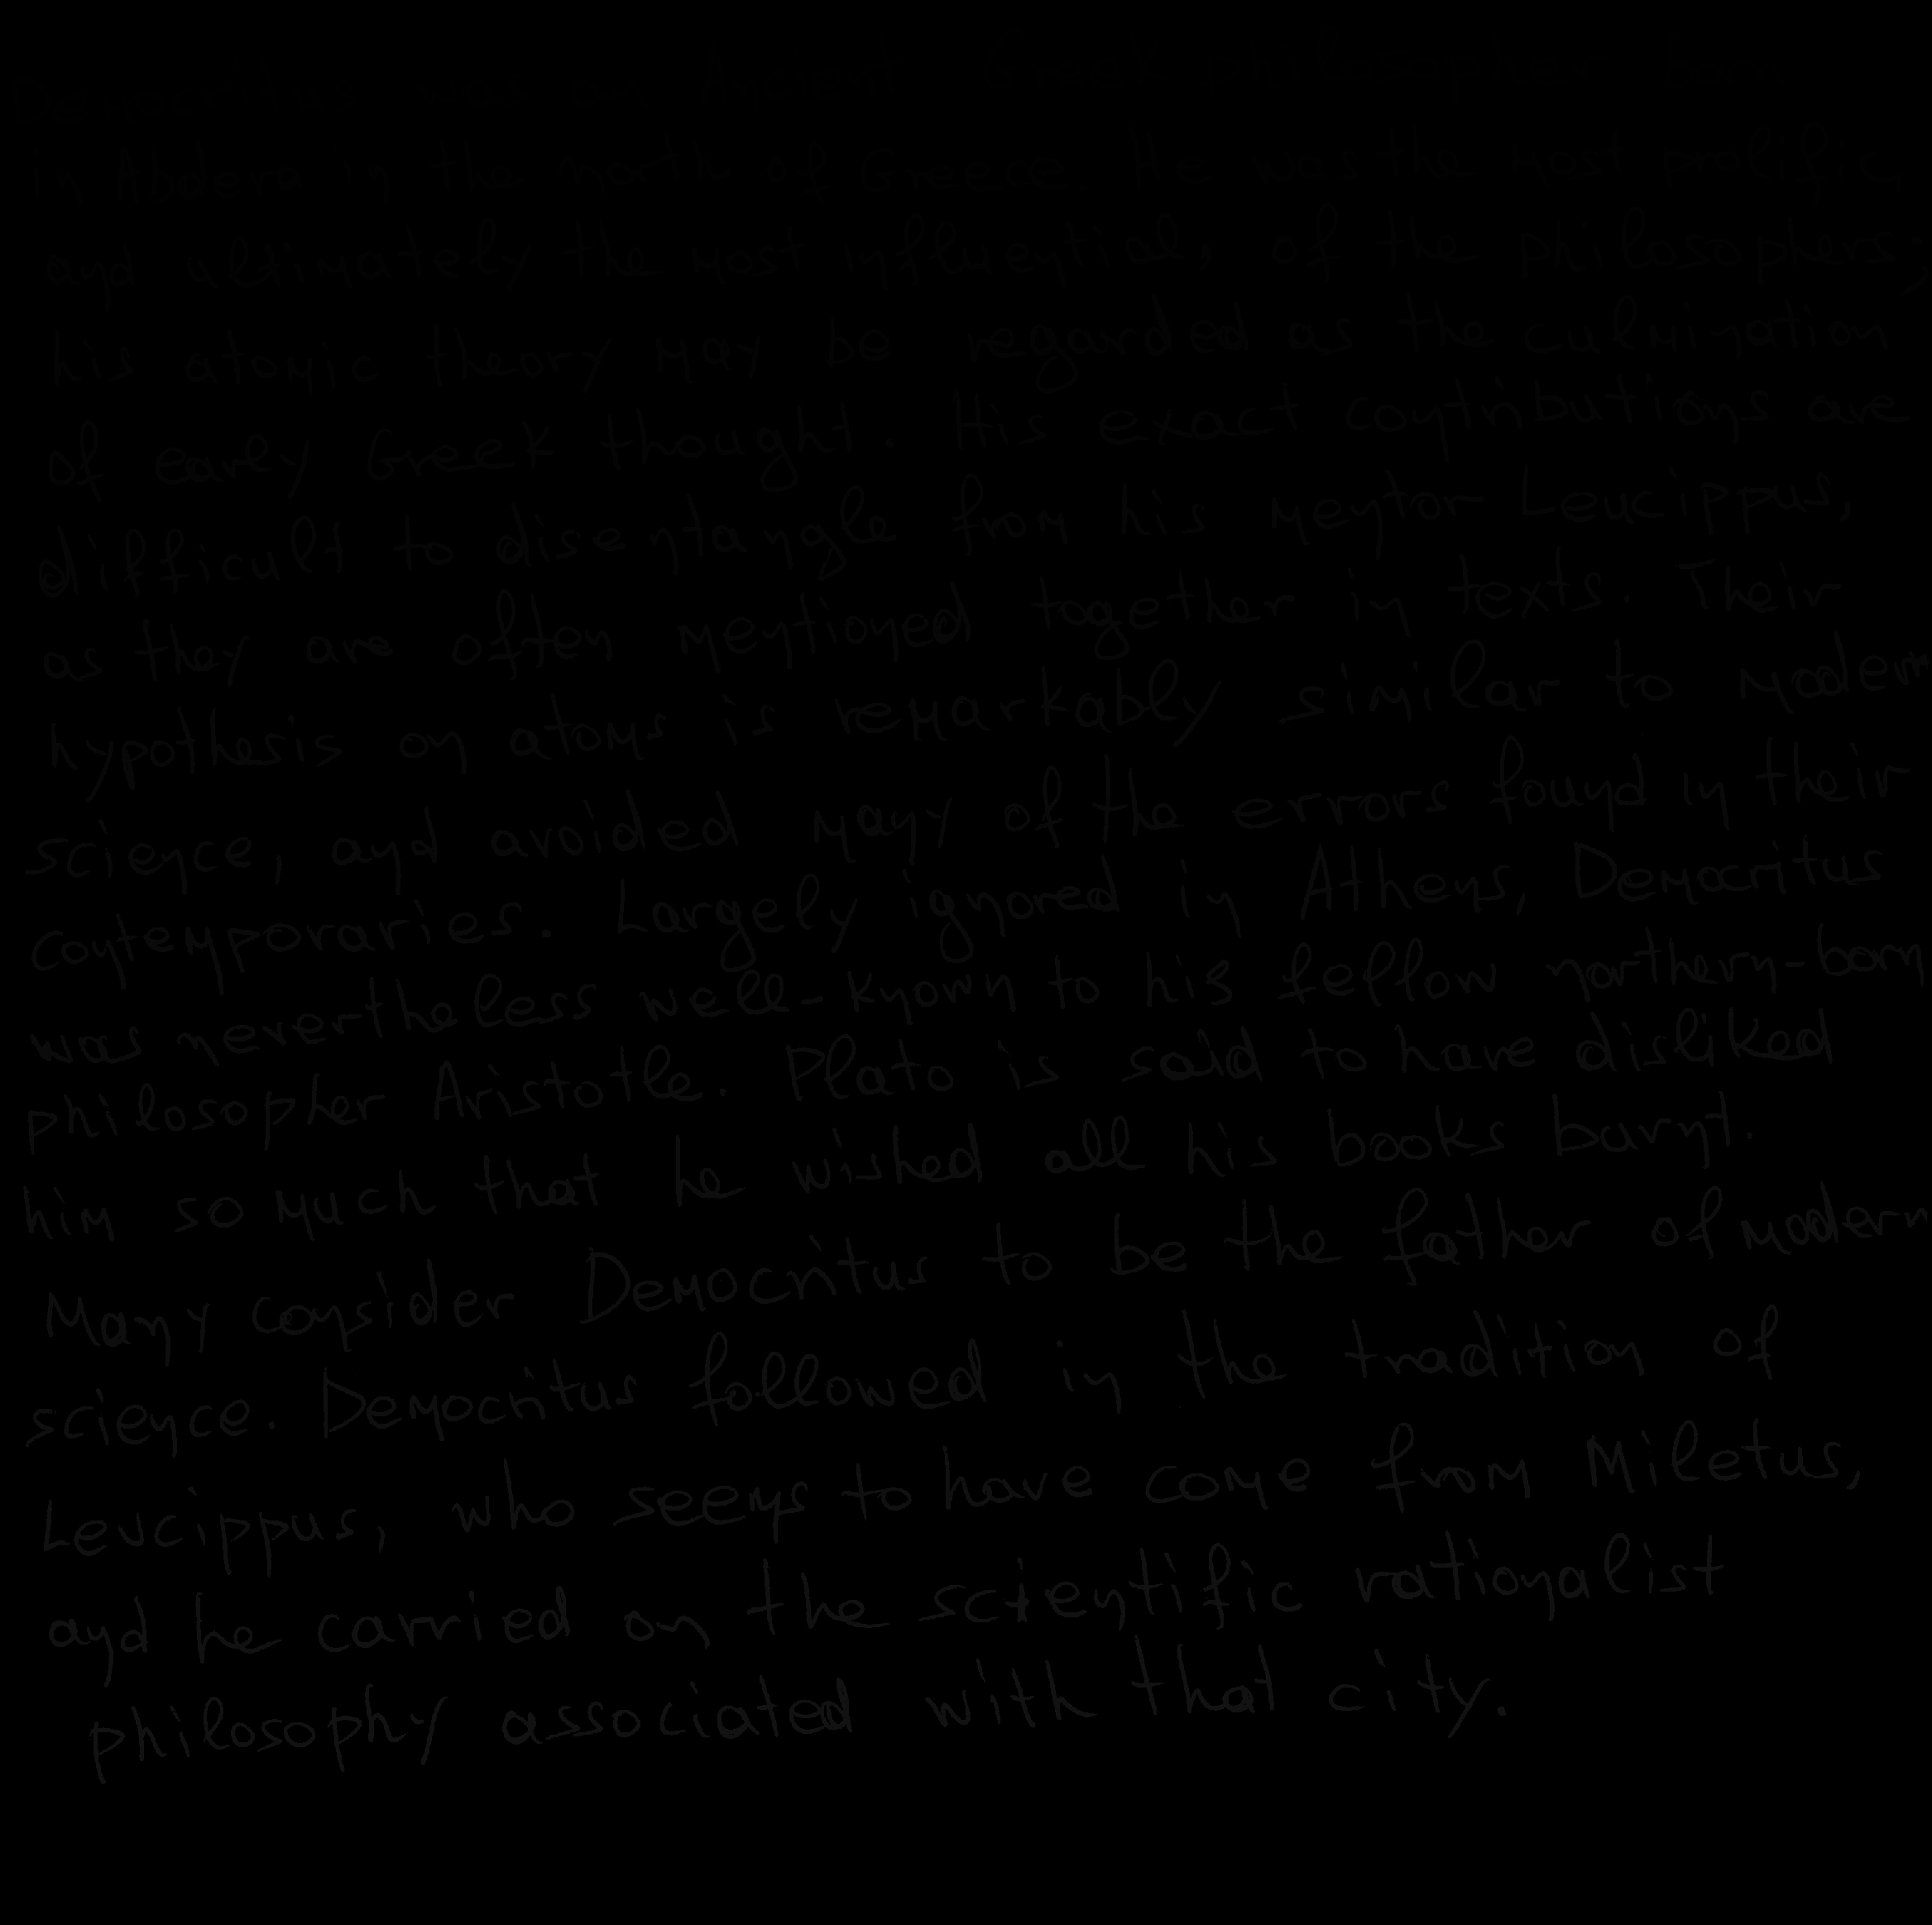 Democritus was an Ancient Greek philosopher born
in Abdera in the north of Greece. He was the most prolific,
and ultimately the most influential, of the philosophers;
his atomic theory may be regarded as the culmination
of early Greek thought. His exact contributions are
difficult to disentangle from his mentor Leucippus,
as they are often mentioned together in texts. Their
hypothesis on atoms is remarkably similar to modern
science, and avoided many of the errors found in their
contemporaries. Largely ignored in Athens, Democritus
was nevertheless well-known to his fellow northern-born
philosopher Aristotle. Plato is said to have disliked
him so much that he wished all his books burnt.
Many consider Democritus to be the father of modern
science. Democritus followed in the tradition of
Leucippus, who seems to have come from Miletus,
and he carried on the scientific rationalist
philosophy associated with that city.